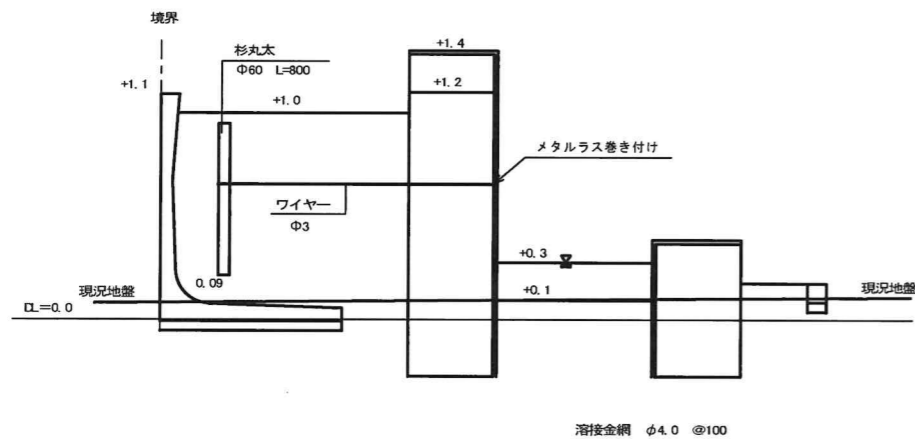 境界
杉丸太
Φ60 L=800
+1.4
+1.1
+1.0
+1.2
メタルラス巻き付け
ワイヤー
Φ3
+0.3
0.09
現況地盤
+0.1
現況地盤
DL=0.0
溶接金網 φ4.0 @100